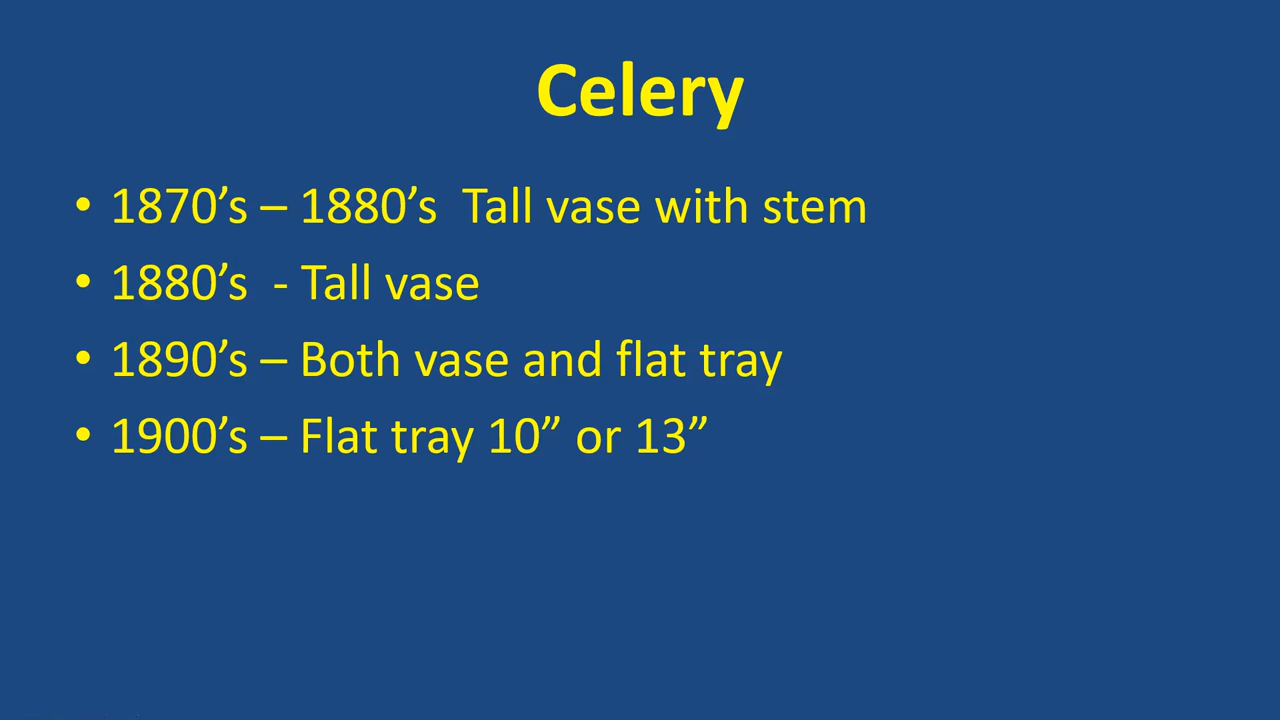 Celery
• 1870’s – 1880’s  Tall vase with stem
• 1880’s  - Tall vase
• 1890’s – Both vase and flat tray
• 1900’s – Flat tray 10” or 13”